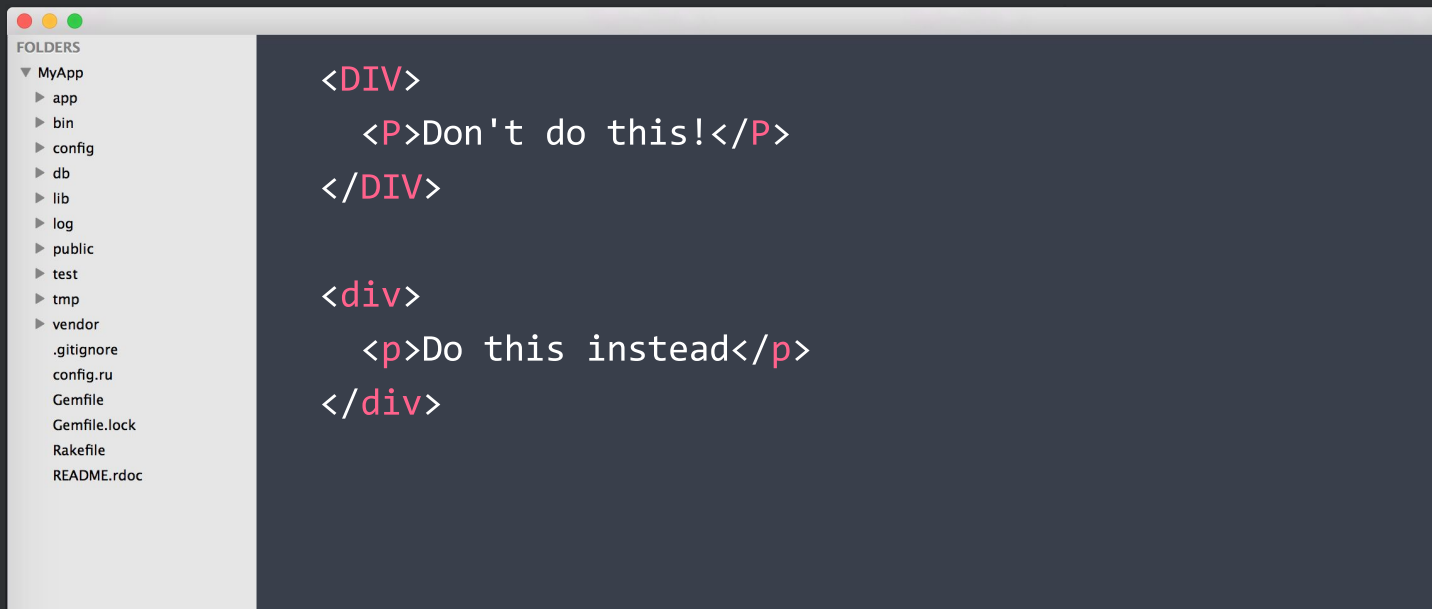 FOLDERS
MyApp
app
bin
config
db
lib
log
public
test
tmp
vendor
.gitignore
config.ru
Gemfile
Gemfile.lock
Rakefile
README.rdoc
<DIV>
  <P>Don't do this!</P>
</DIV>
<div>
  <p>Do this instead</p>
</div>